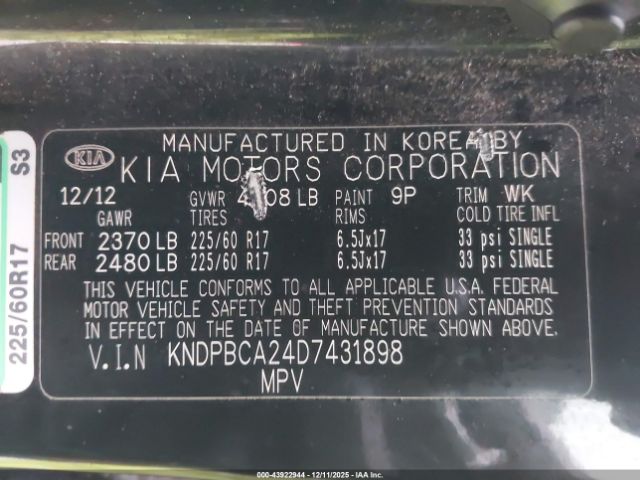 MANUFACTURED IN KOREA BY
KIA
KIA MOTORS CORPORATION
12/12 GVWR LB PAINT 9P TRIM WK
GAWR TIRES RIMS COLD TIRE INFL
FRONT 2370 LB 225/60 R17 6.5Jx17 33 psi SINGLE
REAR 2480 LB 225/60 R17 6.5Jx17 33 psi SINGLE
THIS VEHICLE CONFORMS TO ALL APPLICABLE U.S.A. FEDERAL
MOTOR VEHICLE SAFETY AND THEFT PREVENTION STANDARDS
IN EFFECT ON THE DATE OF MANUFACTURE SHOWN ABOVE.
V.I.N KNDPBCA24D7431898
MPV
225/60R17 S3
000-43922944 - 12/11/2025 - IAA Inc.